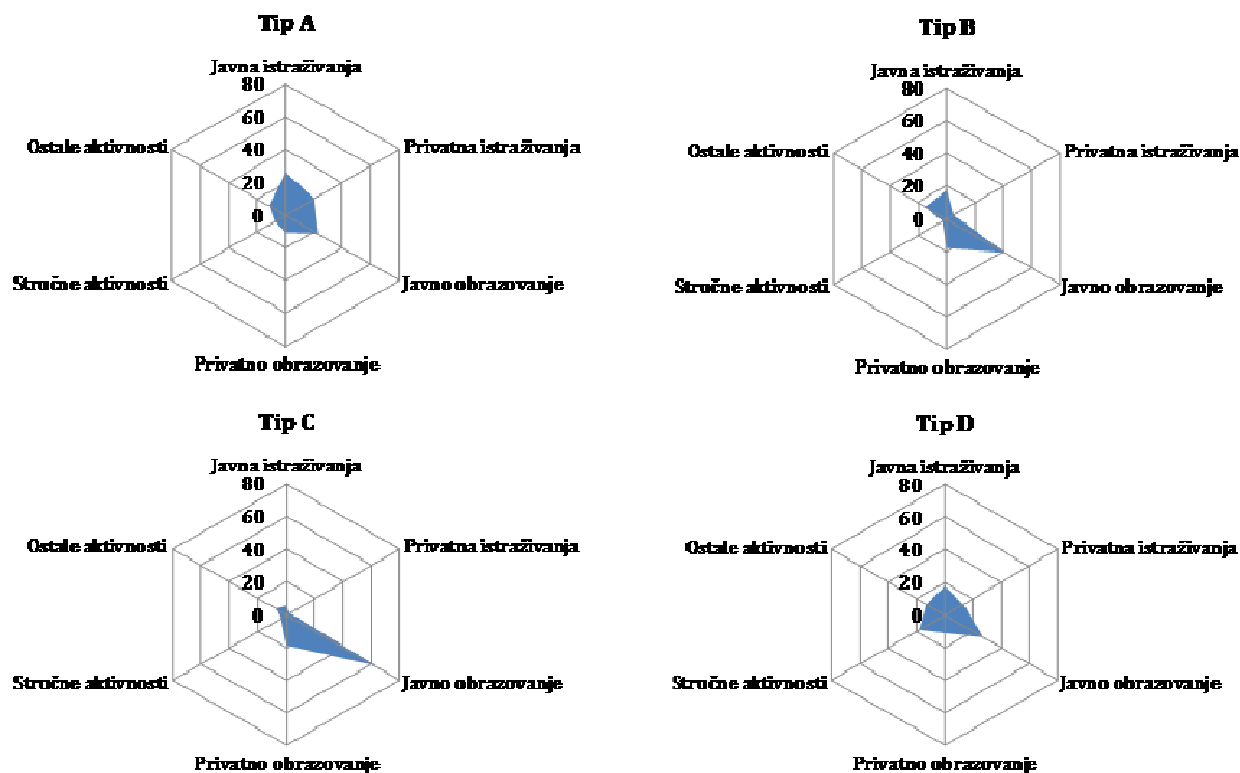 Tip A
Javna istraživanja
80
60
40
20
0
Ostale aktivnosti
Privatna istraživanja
Stručne aktivnosti
Javno obrazovanje
Privatno obrazovanje
Tip B
Javna istraživanja
80
60
40
20
0
Ostale aktivnosti
Privatna istraživanja
Stručne aktivnosti
Javno obrazovanje
Privatno obrazovanje
Tip C
Javna istraživanja
80
60
40
20
0
Ostale aktivnosti
Privatna istraživanja
Stručne aktivnosti
Javno obrazovanje
Privatno obrazovanje
Tip D
Javna istraživanja
80
60
40
20
0
Ostale aktivnosti
Privatna istraživanja
Stručne aktivnosti
Javno obrazovanje
Privatno obrazovanje